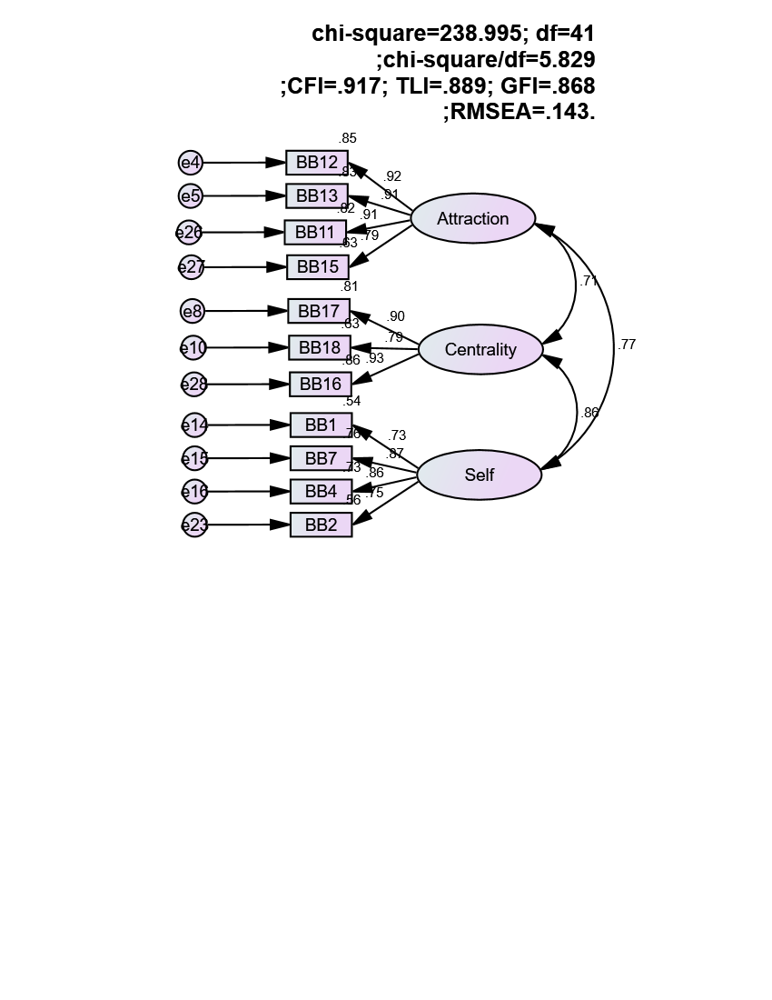 chi-square=238.995; df=41
;chi-square/df=5.829
;CFI=.917; TLI=.889; GFI=.868
;RMSEA=.143.
.85
e4 BB12 .92
.83
e5 BB13 .91
Attraction
.82
e26 BB11 .91
.63
e27 BB15 .79
.71
.81
e8 BB17 .90
.63
e10 BB18 .79
Centrality
.77
.86
e28 BB16 .93
.54
.86
e14 BB1 .73
.76
e15 BB7 .87
Self
.73
e16 BB4 .86
.56
e23 BB2 .75